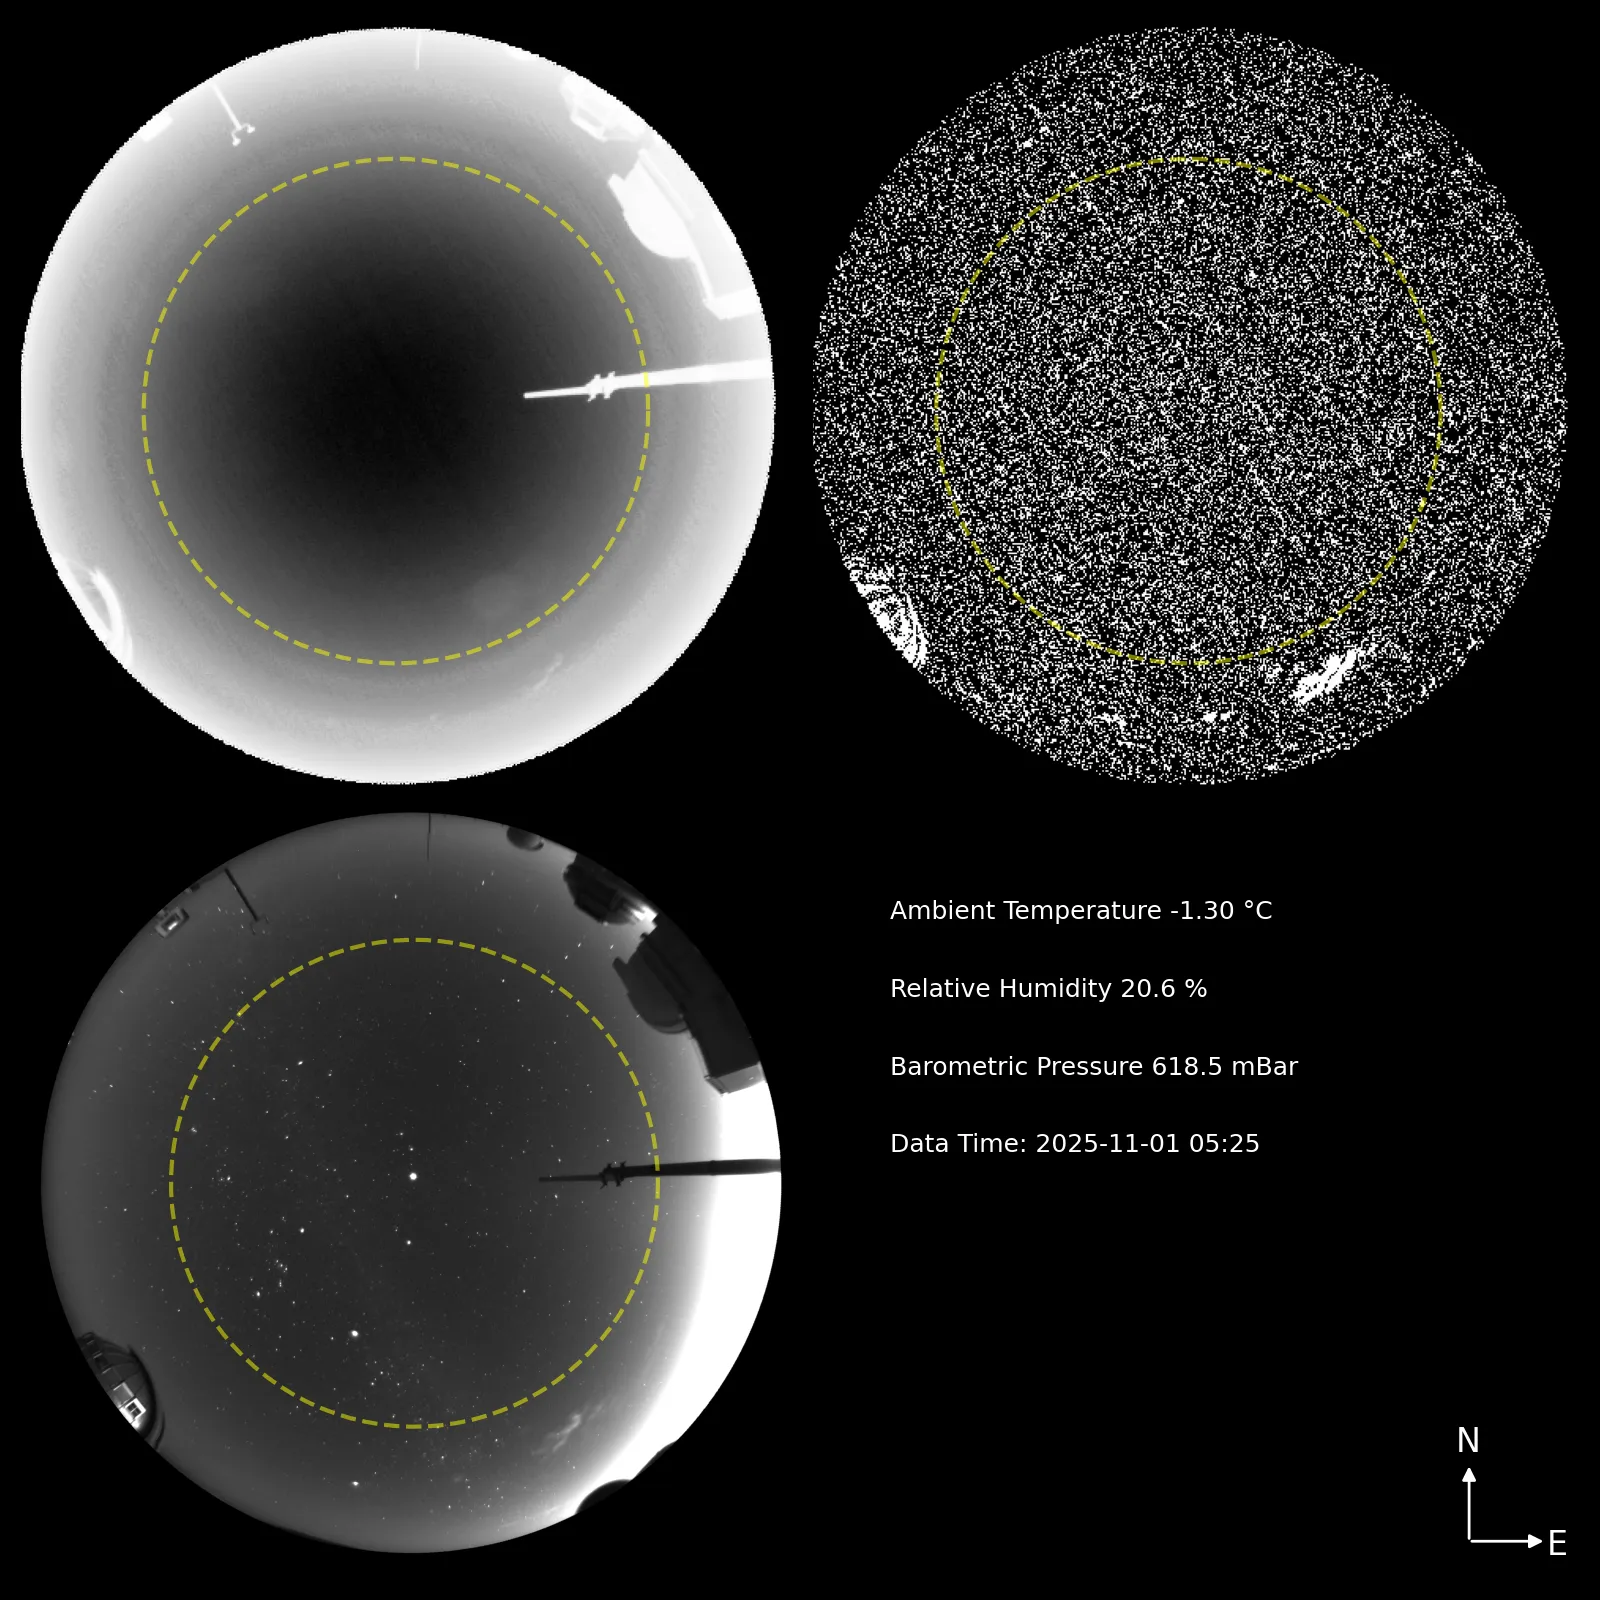 Ambient Temperature -1.30 °C
Relative Humidity 20.6 %
Barometric Pressure 618.5 mBar
Data Time: 2025-11-01 05:25
N
E